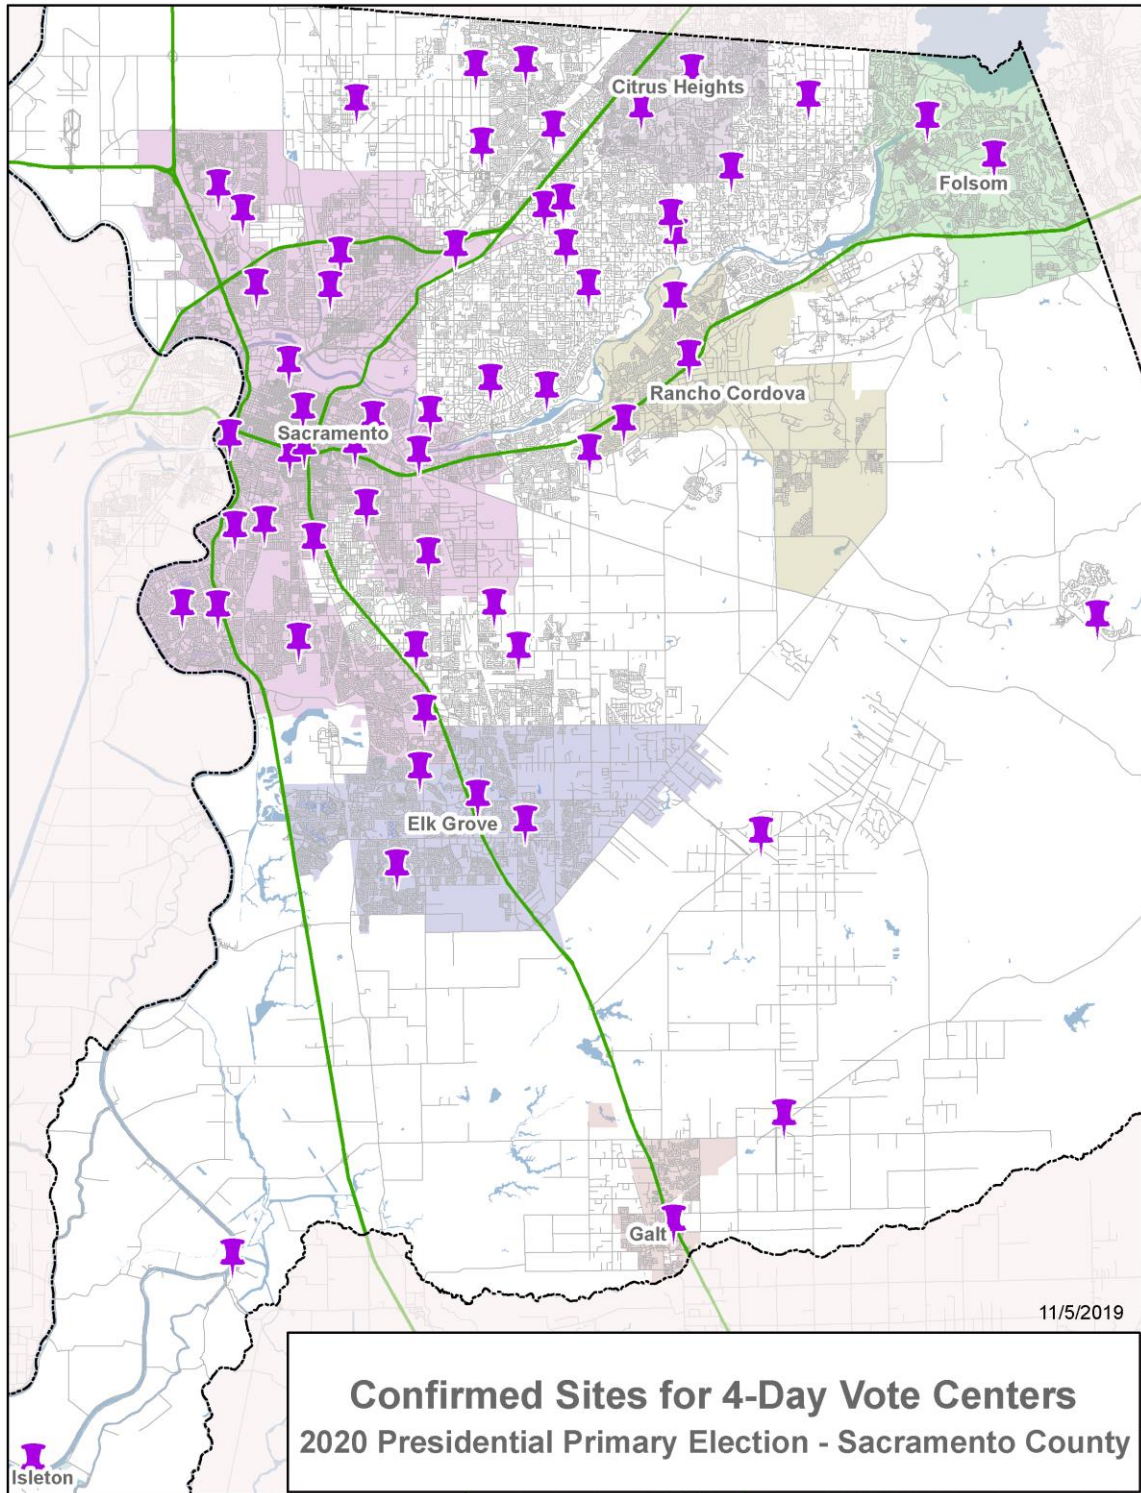 Citrus Heights
Folsom
Rancho Cordova
Sacramento
Elk Grove
Galt
Isleton
11/5/2019
Confirmed Sites for 4-Day Vote Centers
2020 Presidential Primary Election - Sacramento County